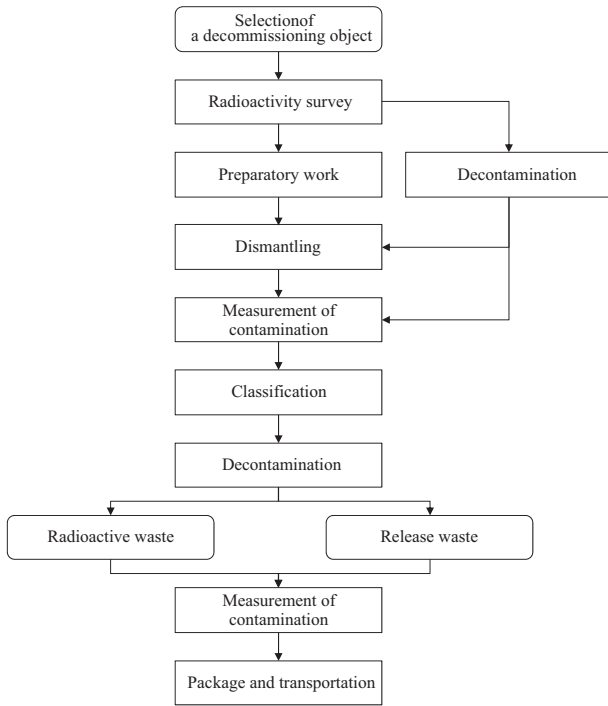 Selectionof
a decommissioning object
Radioactivity survey
Preparatory work
Decontamination
Dismantling
Measurement of
contamination
Classification
Decontamination
Radioactive waste
Release waste
Measurement of
contamination
Package and transportation